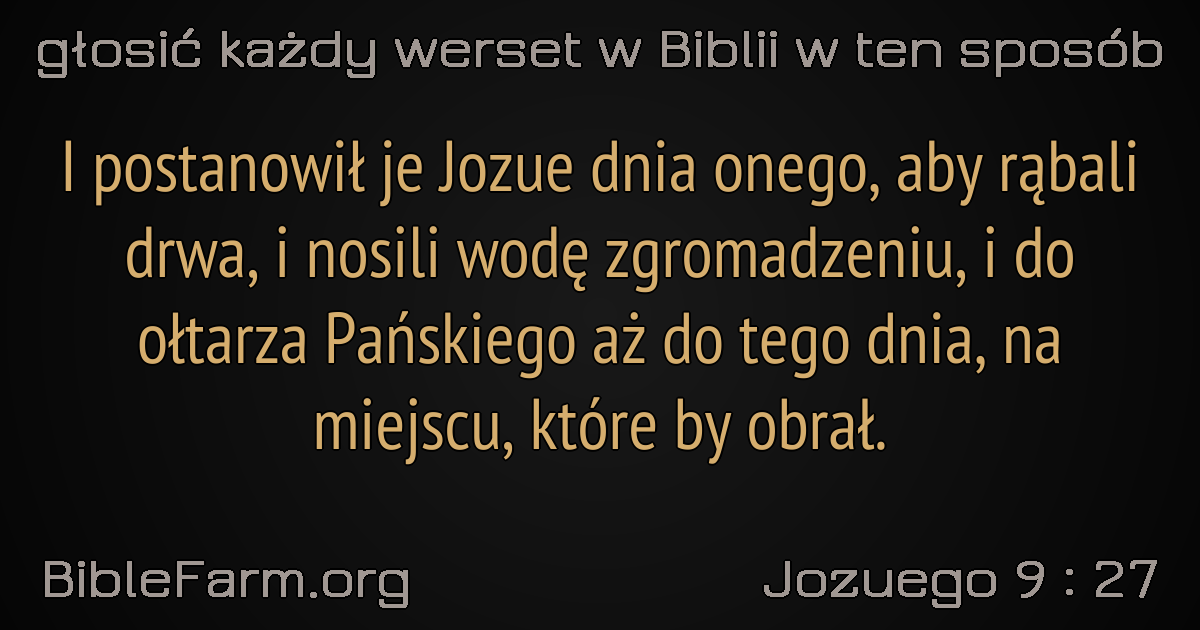 głosić każdy werset w Biblii w ten sposób
I postanowił je Jozue dnia onego, aby rąbali
drwa, i nosili wodę zgromadzeniu, i do
ołtarza Pańskiego aż do tego dnia, na
miejscu, które by obrał.
BibleFarm.org
Jozuego 9 : 27